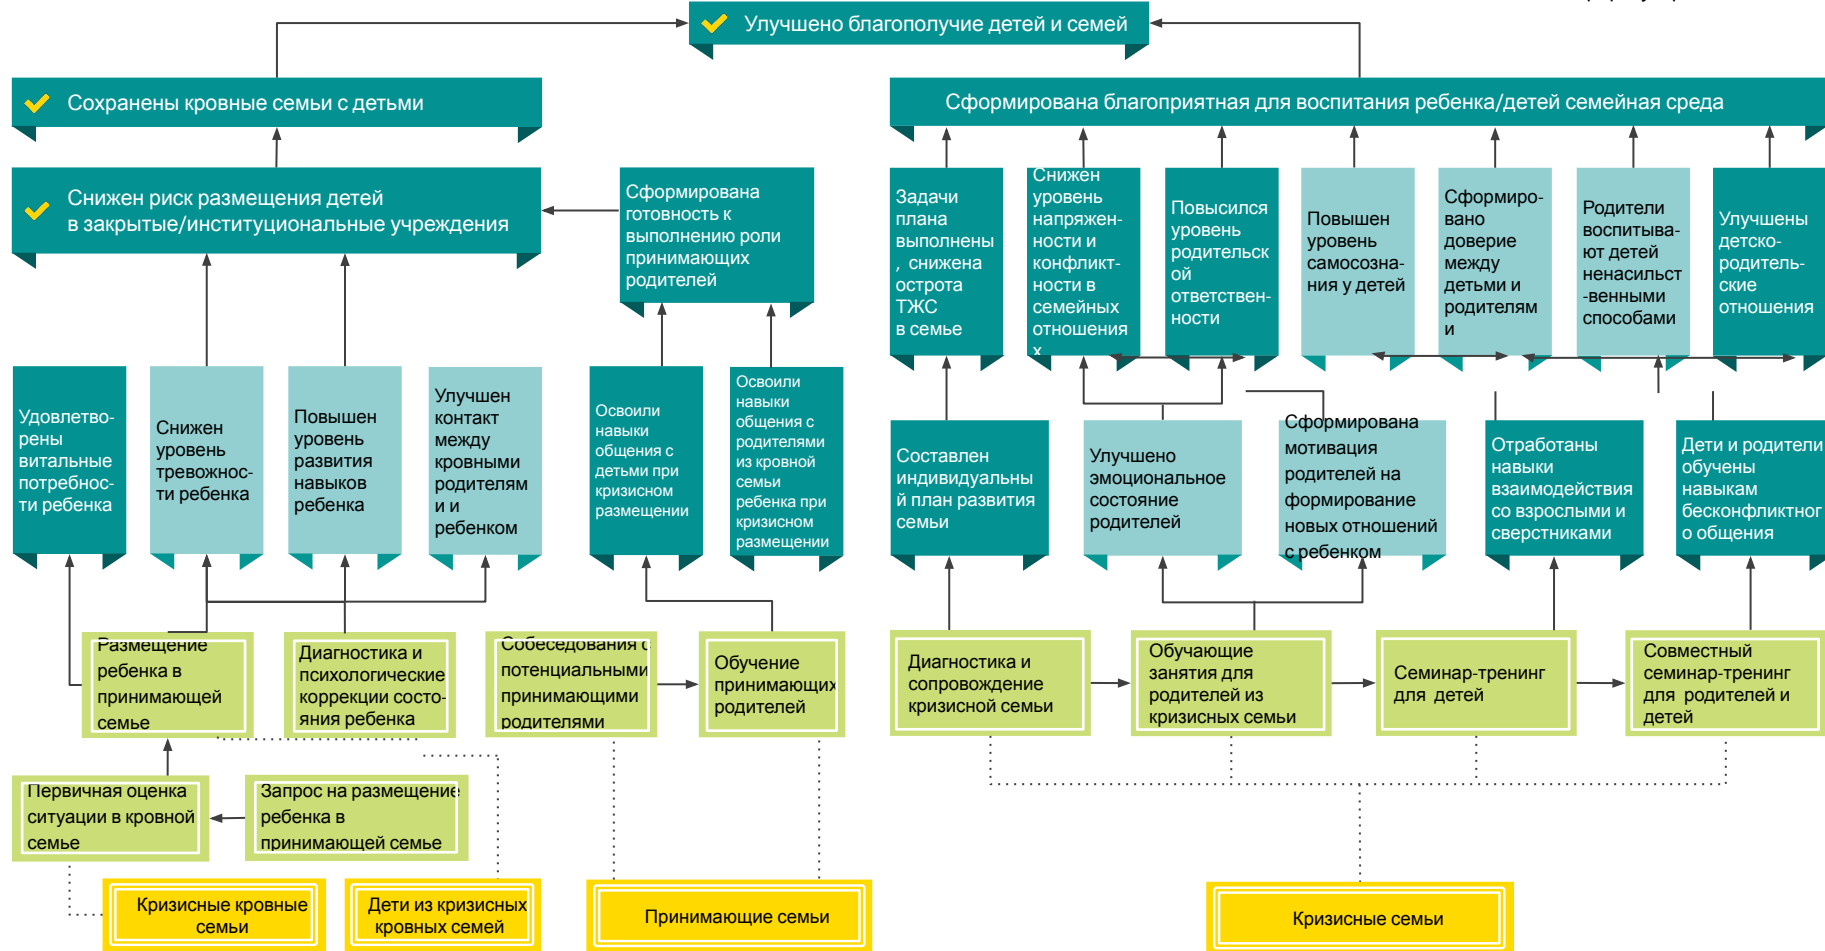 Улучшено благополучие детей и семей
Сохранены кровные семьи с детьми
Сформирована благоприятная для воспитания ребенка/детей семейная среда
Снижен риск размещения детей
в закрытые/институциональные учреждения
Сформирована
готовность к
выполнению роли
принимающих
родителей
Задачи
плана
выполнены
, снижена
острота
ТЖС
в семье
Снижен
уровень
напряжен-
ности и
конфликт-
ности в
семейных
отношения
х
Повысился
уровень
родительск
ой
ответствен-
ности
Повышен
уровень
самосозна-
ния у детей
Сформиро-
вано
доверие
между
детьми и
родителям
и
Родители
воспитыва-
ют детей
ненасильст
-венными
способами
Улучшены
детско-
родитель-
ские
отношения
Удовлетво-
рены
витальные
потребнос-
ти ребенка
Снижен
уровень
тревожнос-
ти ребенка
Повышен
уровень
развития
навыков
ребенка
Улучшен
контакт
между
кровными
родителям
и и
ребенком
Освоили
навыки
общения с
детьми при
кризисном
размещении
Освоили
навыки
общения с
родителями
из кровной
семьи
ребенка при
кризисном
размещении
Составлен
индивидуальны
й план развития
семьи
Улучшено
эмоциональное
состояние
родителей
Сформирована
мотивация
родителей на
формирование
новых отношений
с ребенком
Отработаны
навыки
взаимодействия
со взрослыми и
сверстниками
Дети и родители
обучены
навыкам
бесконфликтног
о общения
Размещение
ребенка в
принимающей
семье
Диагностика и
психологические
коррекции состо-
яния ребенка
Собеседования с
потенциальными
принимающими
родителями
Обучение
принимающих
родителей
Диагностика и
сопровождение
кризисной семьи
Обучающие
занятия для
родителей из
кризисных семьи
Семинар-тренинг
для детей
Совместный
семинар-тренинг
для родителей и
детей
Первичная оценка
ситуации в кровной
семье
Запрос на размещение
ребенка в
принимающей семье
Кризисные кровные
семьи
Дети из кризисных
кровных семей
Принимающие семьи
Кризисные семьи